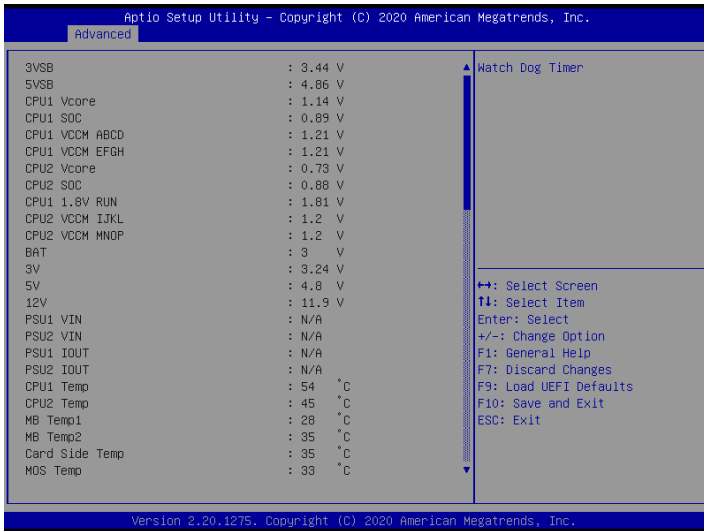 Aptio Setup Utility – Copyright (C) 2020 American Megatrends, Inc.
Advanced
3VSB : 3.44 V
5VSB : 4.86 V
CPU1 Vcore : 1.14 V
CPU1 SOC : 0.89 V
CPU1 VCCM ABCD : 1.21 V
CPU1 VCCM EFGH : 1.21 V
CPU2 Vcore : 0.73 V
CPU2 SOC : 0.88 V
CPU1 1.8V RUN : 1.81 V
CPU2 VCCM IJKL : 1.2 V
CPU2 VCCM MNOP : 1.2 V
BAT : 3 V
3V : 3.24 V
5V : 4.8 V
12V : 11.9 V
PSU1 VIN : N/A
PSU2 VIN : N/A
PSU1 IOUT : N/A
PSU2 IOUT : N/A
CPU1 Temp : 54 °C
CPU2 Temp : 45 °C
MB Temp1 : 28 °C
MB Temp2 : 35 °C
Card Side Temp : 35 °C
MOS Temp : 33 °C
Watch Dog Timer
↔: Select Screen
↑↓: Select Item
Enter: Select
+/-: Change Option
F1: General Help
F7: Discard Changes
F9: Load UEFI Defaults
F10: Save and Exit
ESC: Exit
Version 2.20.1275. Copyright (C) 2020 American Megatrends, Inc.